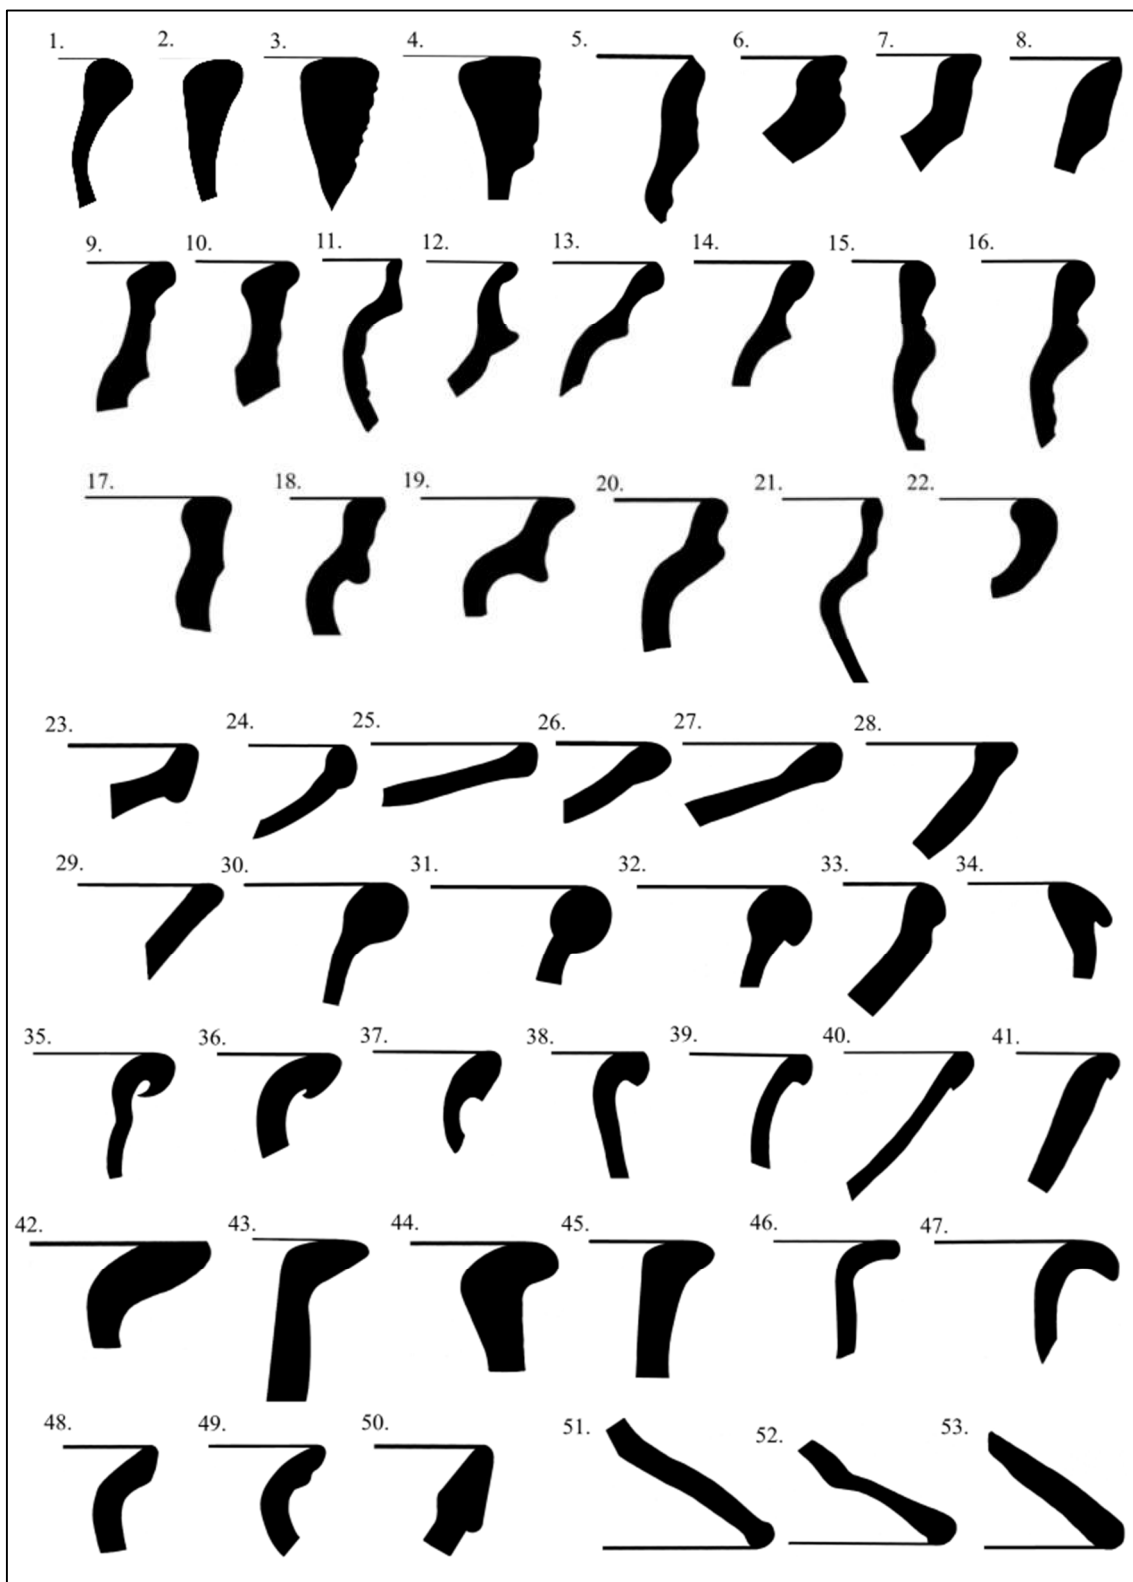 1. 2. 3. 4. 5. 6. 7. 8.
9. 10. 11. 12. 13. 14. 15. 16.
17. 18. 19. 20. 21. 22.
23. 24. 25. 26. 27. 28.
29. 30. 31. 32. 33. 34.
35. 36. 37. 38. 39. 40. 41.
42. 43. 44. 45. 46. 47.
48. 49. 50. 51. 52. 53.